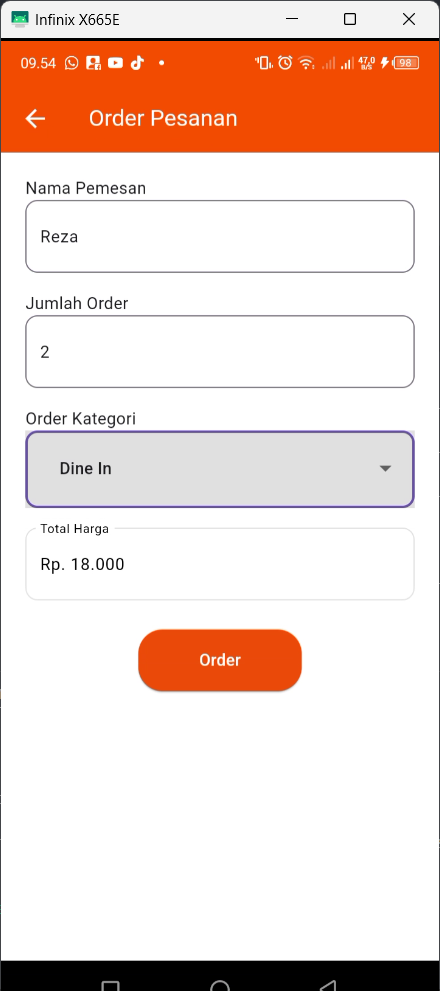 Infinix X665E
09.54
47,0
B/S
98
Order Pesanan
Nama Pemesan
Reza
Jumlah Order
2
Order Kategori
Dine In
Total Harga
Rp. 18.000
Order